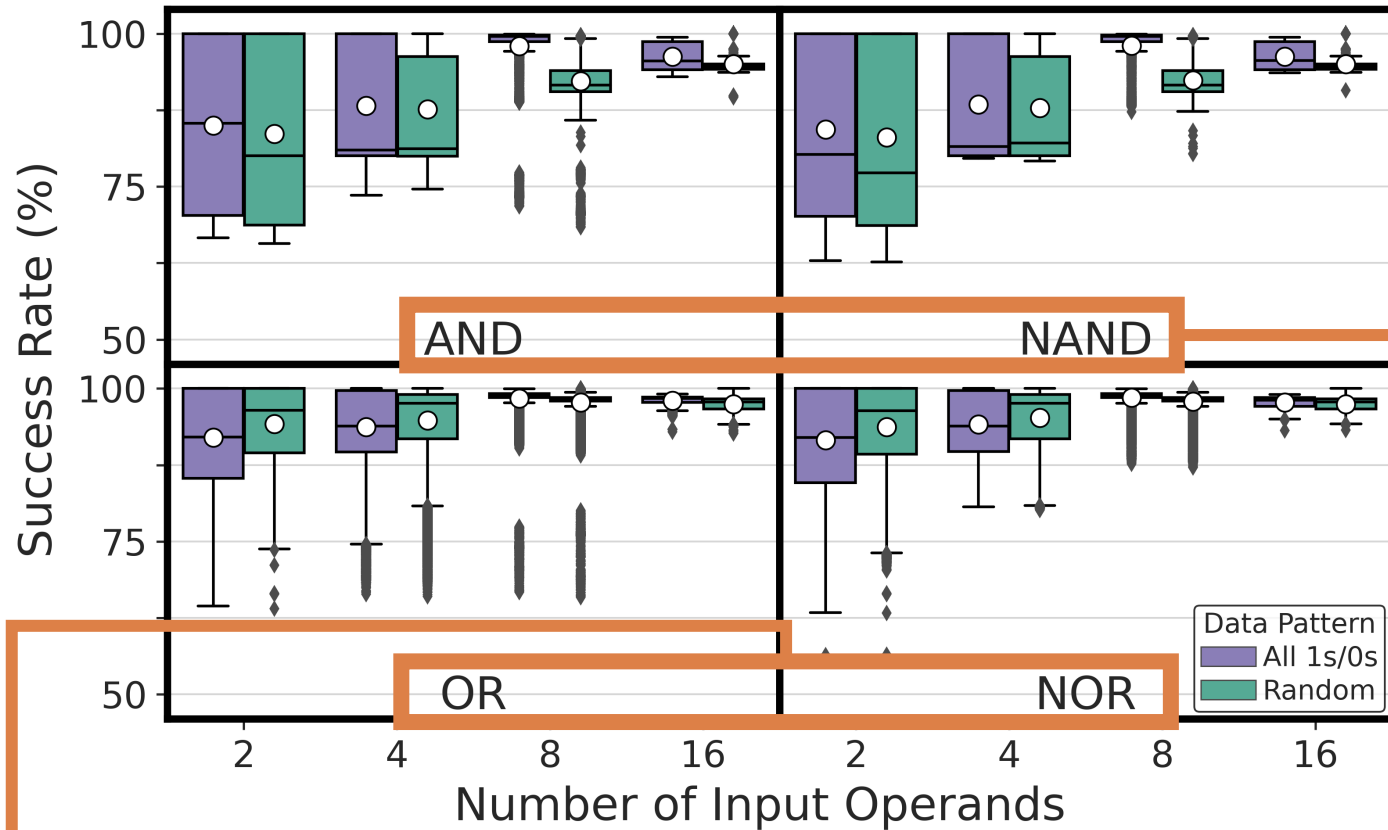 Success Rate (%)
100
75
50
AND
NAND
100
75
50
OR
NOR
Data Pattern
All 1s/0s
Random
2
4
8
16
2
4
8
16
Number of Input Operands